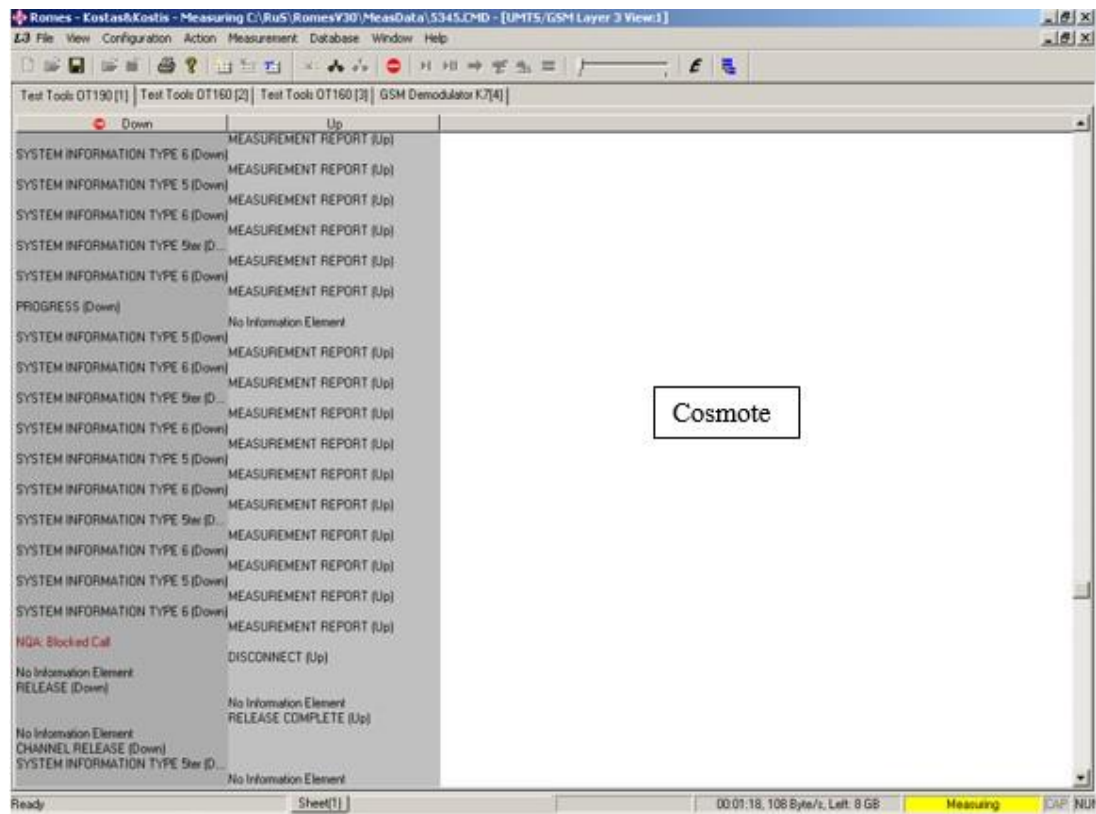 Romes - Kostas&Kostis - Measuring C:\RuS\RomesV30\MeasData\5345.CMD - [UMTS/GSM Layer 3 View:1]
File View Configuration Action Measurement Database Window Help
Test Tools OT190 [1] Test Tools OT160 [2] Test Tools OT160 [3] GSM Demodulator K7[4]
Down Up
MEASUREMENT REPORT (Up)
SYSTEM INFORMATION TYPE 6 (Down)
MEASUREMENT REPORT (Up)
SYSTEM INFORMATION TYPE 5 (Down)
MEASUREMENT REPORT (Up)
SYSTEM INFORMATION TYPE 6 (Down)
MEASUREMENT REPORT (Up)
SYSTEM INFORMATION TYPE 5ter (D...
MEASUREMENT REPORT (Up)
SYSTEM INFORMATION TYPE 6 (Down)
MEASUREMENT REPORT (Up)
PROGRESS (Down)
No Information Element
SYSTEM INFORMATION TYPE 5 (Down)
MEASUREMENT REPORT (Up)
SYSTEM INFORMATION TYPE 6 (Down)
MEASUREMENT REPORT (Up)
SYSTEM INFORMATION TYPE 5ter (D...
MEASUREMENT REPORT (Up)
SYSTEM INFORMATION TYPE 6 (Down)
MEASUREMENT REPORT (Up)
SYSTEM INFORMATION TYPE 5 (Down)
MEASUREMENT REPORT (Up)
SYSTEM INFORMATION TYPE 6 (Down)
MEASUREMENT REPORT (Up)
SYSTEM INFORMATION TYPE 5ter (D...
MEASUREMENT REPORT (Up)
SYSTEM INFORMATION TYPE 6 (Down)
MEASUREMENT REPORT (Up)
SYSTEM INFORMATION TYPE 5 (Down)
MEASUREMENT REPORT (Up)
SYSTEM INFORMATION TYPE 6 (Down)
MEASUREMENT REPORT (Up)
NQA: Blocked Call
DISCONNECT (Up)
No Information Element
RELEASE (Down)
No Information Element
RELEASE COMPLETE (Up)
No Information Element
CHANNEL RELEASE (Down)
SYSTEM INFORMATION TYPE 5ter (D...
No Information Element
Cosmote
Ready Sheet(1) 00:01:18, 108 Byte/s, Left: 8 GB Measuring CAP NUM